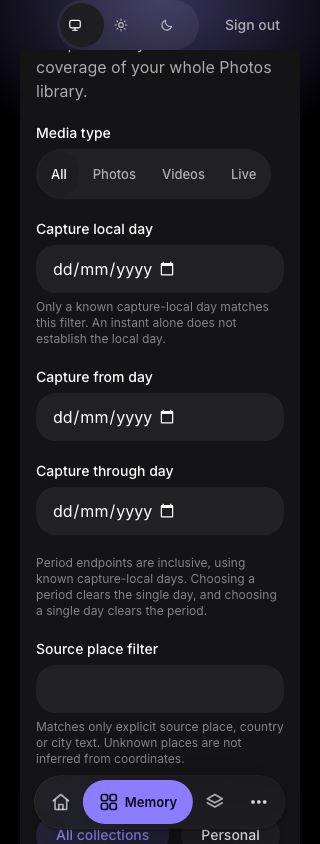 Sign out
coverage of your whole Photos
library.
Media type
All Photos Videos Live
Capture local day
dd/mm/yyyy
Only a known capture-local day matches
this filter. An instant alone does not
establish the local day.
Capture from day
dd/mm/yyyy
Capture through day
dd/mm/yyyy
Period endpoints are inclusive, using
known capture-local days. Choosing a
period clears the single day, and choosing
a single day clears the period.
Source place filter
Matches only explicit source place, country
or city text. Unknown places are not
inferred from coordinates.
Memory
All collections Personal